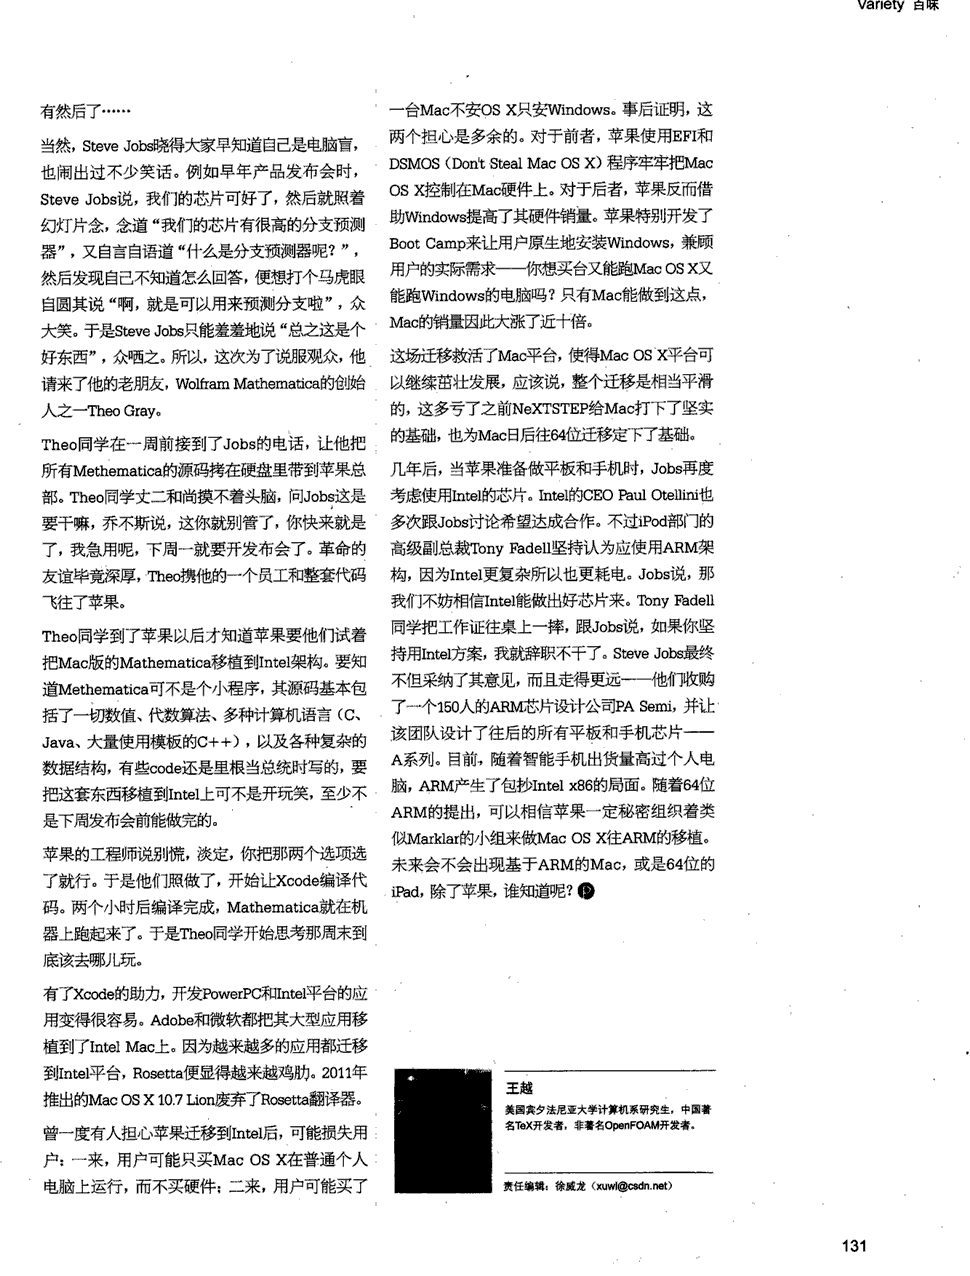 Variety 百味
有然后了……
当然，Steve Jobs晓得大家早知道自己是电脑盲，
也闹出过不少笑话。例如早年产品发布会时，
Steve Jobs说，我们的芯片可好了，然后就照着
幻灯片念，念道“我们的芯片有很高的分支预测
器”，又自言自语道“什么是分支预测器呢？”，
然后发现自己不知道怎么回答，便想打个马虎眼
自圆其说“啊，就是可以用来预测分支啦”，众
大笑。于是Steve Jobs只能羞羞地说“总之这是个
好东西”，众哂之。所以，这次为了说服观众，他
请来了他的老朋友，Wolfram Mathematica的创始
人之一Theo Gray。
Theo同学在一周前接到了Jobs的电话，让他把
所有Methematica的源码拷在硬盘里带到苹果总
部。Theo同学丈二和尚摸不着头脑，问Jobs这是
要干嘛，乔不斯说，这你就别管了，你快来就是
了，我急用呢，下周一就要开发布会了。革命的
友谊毕竟深厚，Theo携他的一个员工和整套代码
飞往了苹果。
Theo同学到了苹果以后才知道苹果要他们试着
把Mac版的Mathematica移植到Intel架构。要知
道Methematica可不是个小程序，其源码基本包
括了一切数值、代数算法、多种计算机语言（C、
Java、大量使用模板的C++），以及各种复杂的
数据结构，有些code还是里根当总统时写的，要
把这套东西移植到Intel上可不是开玩笑，至少不
是下周发布会前能做完的。
苹果的工程师说别慌，淡定，你把那两个选项选
了就行。于是他们照做了，开始让Xcode编译代
码。两个小时后编译完成，Mathematica就在机
器上跑起来了。于是Theo同学开始思考那周末到
底该去哪儿玩。
有了Xcode的助力，开发PowerPC和Intel平台的应
用变得很容易。Adobe和微软都把其大型应用移
植到了Intel Mac上。因为越来越多的应用都迁移
到Intel平台，Rosetta便显得越来越鸡肋。2011年
推出的Mac OS X 10.7 Lion废弃了Rosetta翻译器。
曾一度有人担心苹果迁移到Intel后，可能损失用
户：一来，用户可能只买Mac OS X在普通个人
电脑上运行，而不买硬件；二来，用户可能买了
一台Mac不安OS X只安Windows。事后证明，这
两个担心是多余的。对于前者，苹果使用EFI和
DSMOS（Don't Steal Mac OS X）程序牢牢把Mac
OS X控制在Mac硬件上。对于后者，苹果反而借
助Windows提高了其硬件销量。苹果特别开发了
Boot Camp来让用户原生地安装Windows，兼顾
用户的实际需求——你想买台又能跑Mac OS X又
能跑Windows的电脑吗？只有Mac能做到这点，
Mac的销量因此大涨了近十倍。
这场迁移救活了Mac平台，使得Mac OS X平台可
以继续茁壮发展，应该说，整个迁移是相当平滑
的，这多亏了之前NeXTSTEP给Mac打下了坚实
的基础，也为Mac日后往64位迁移定下了基础。
几年后，当苹果准备做平板和手机时，Jobs再度
考虑使用Intel的芯片。Intel的CEO Paul Otellini也
多次跟Jobs讨论希望达成合作。不过iPod部门的
高级副总裁Tony Fadell坚持认为应使用ARM架
构，因为Intel更复杂所以也更耗电。Jobs说，那
我们不妨相信Intel能做出好芯片来。Tony Fadell
同学把工作证往桌上一摔，跟Jobs说，如果你坚
持用Intel方案，我就辞职不干了。Steve Jobs最终
不但采纳了其意见，而且走得更远——他们收购
了一个150人的ARM芯片设计公司PA Semi，并让
该团队设计了往后的所有平板和手机芯片——
A系列。目前，随着智能手机出货量高过个人电
脑，ARM产生了包抄Intel x86的局面。随着64位
ARM的提出，可以相信苹果一定秘密组织着类
似Marklar的小组来做Mac OS X往ARM的移植。
未来会不会出现基于ARM的Mac，或是64位的
iPad，除了苹果，谁知道呢？
王越
美国宾夕法尼亚大学计算机系研究生，中国著
名TeX开发者，非著名OpenFOAM开发者。
责任编辑：徐威龙（xuwl@csdn.net）
131